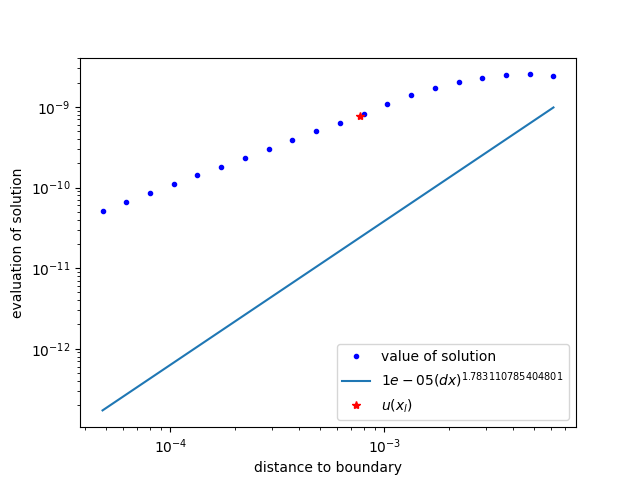 10⁻⁹
10⁻¹⁰
10⁻¹¹
10⁻¹²
evaluation of solution
value of solution
1e − 05(dx)^1.783110785404801
u(x_l)
10⁻⁴
10⁻³
distance to boundary